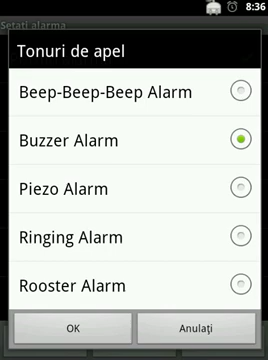 8:36
Setați alarma
Tonuri de apel
Beep-Beep-Beep Alarm
Buzzer Alarm
Piezo Alarm
Ringing Alarm
Rooster Alarm
OK
Anulaţi